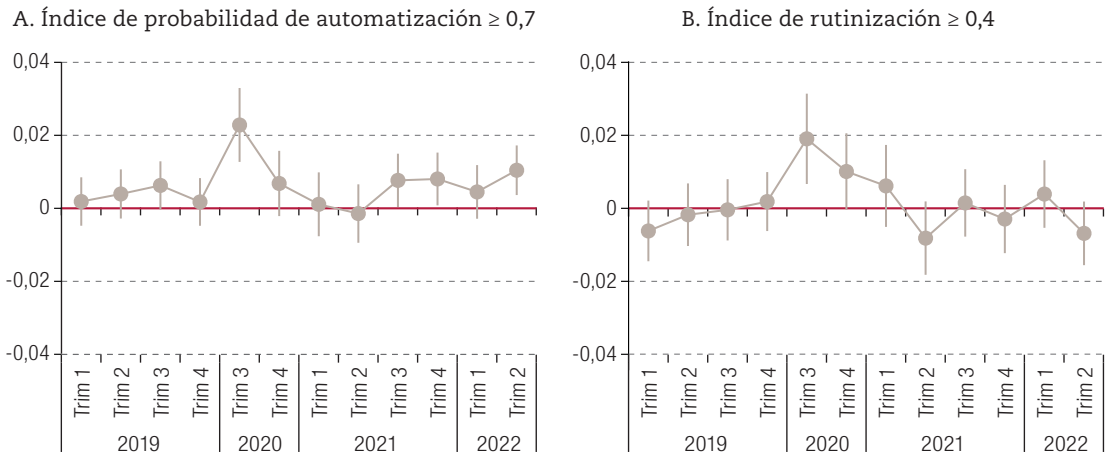 A. Índice de probabilidad de automatización ≥ 0,7
0,04
0,02
0
-0,02
-0,04
Trim 1
Trim 2
Trim 3
Trim 4
Trim 3
Trim 4
Trim 1
Trim 2
Trim 3
Trim 4
Trim 1
Trim 2
2019
2020
2021
2022
B. Índice de rutinización ≥ 0,4
0,04
0,02
0
-0,02
-0,04
Trim 1
Trim 2
Trim 3
Trim 4
Trim 3
Trim 4
Trim 1
Trim 2
Trim 3
Trim 4
Trim 1
Trim 2
2019
2020
2021
2022